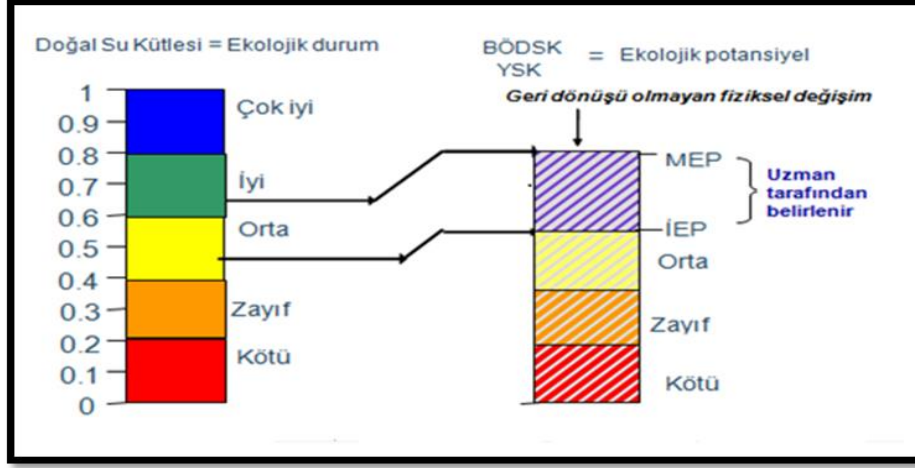 Doğal Su Kütlesi = Ekolojik durum
1
0.9
0.8
0.7
0.6
0.5
0.4
0.3
0.2
0.1
0
Çok iyi
İyi
Orta
Zayıf
Kötü
BÖDSK
YSK
= Ekolojik potansiyel
Geri dönüşü olmayan fiziksel değişim
MEP
İEP
Orta
Zayıf
Kötü
Uzman
tarafından
belirlenir